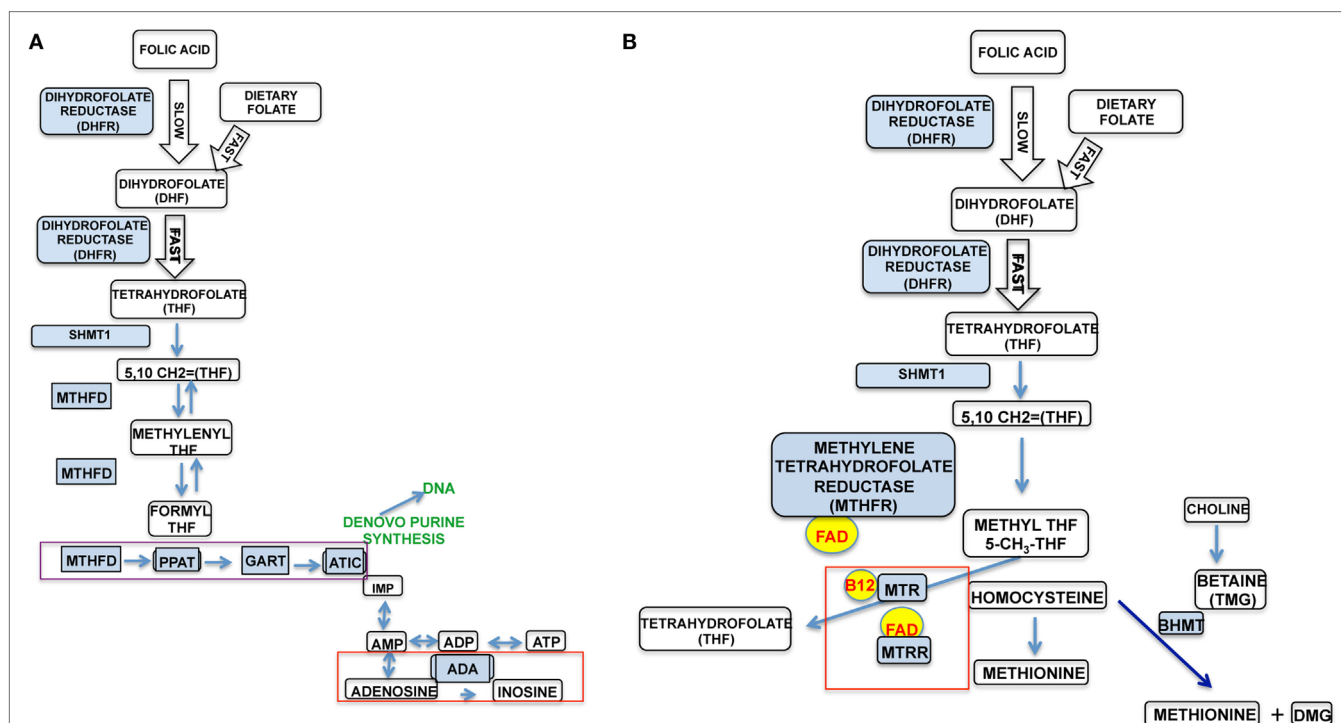 A
FOLIC ACID
DIHYDROFOLATE
REDUCTASE
(DHFR)
SLOW
DIETARY
FOLATE
FAST
DIHYDROFOLATE
(DHF)
DIHYDROFOLATE
REDUCTASE
(DHFR)
FAST
TETRAHYDROFOLATE
(THF)
SHMT1
5,10 CH2=(THF)
MTHFD
METHYLENYL
THF
MTHFD
FORMYL
THF
DNA
DENOVO PURINE
SYNTHESIS
MTHFD
PPAT
GART
ATIC
IMP
AMP
ADP
ATP
ADA
ADENOSINE
INOSINE
B
FOLIC ACID
DIHYDROFOLATE
REDUCTASE
(DHFR)
SLOW
DIETARY
FOLATE
FAST
DIHYDROFOLATE
(DHF)
DIHYDROFOLATE
REDUCTASE
(DHFR)
FAST
TETRAHYDROFOLATE
(THF)
SHMT1
5,10 CH2=(THF)
METHYLENE
TETRAHYDROFOLATE
REDUCTASE
(MTHFR)
FAD
METHYL THF
5-CH₃-THF
CHOLINE
BETAINE
(TMG)
BHMT
B12
MTR
HOMOCYSTEINE
TETRAHYDROFOLATE
(THF)
FAD
MTRR
METHIONINE
METHIONINE + DMG